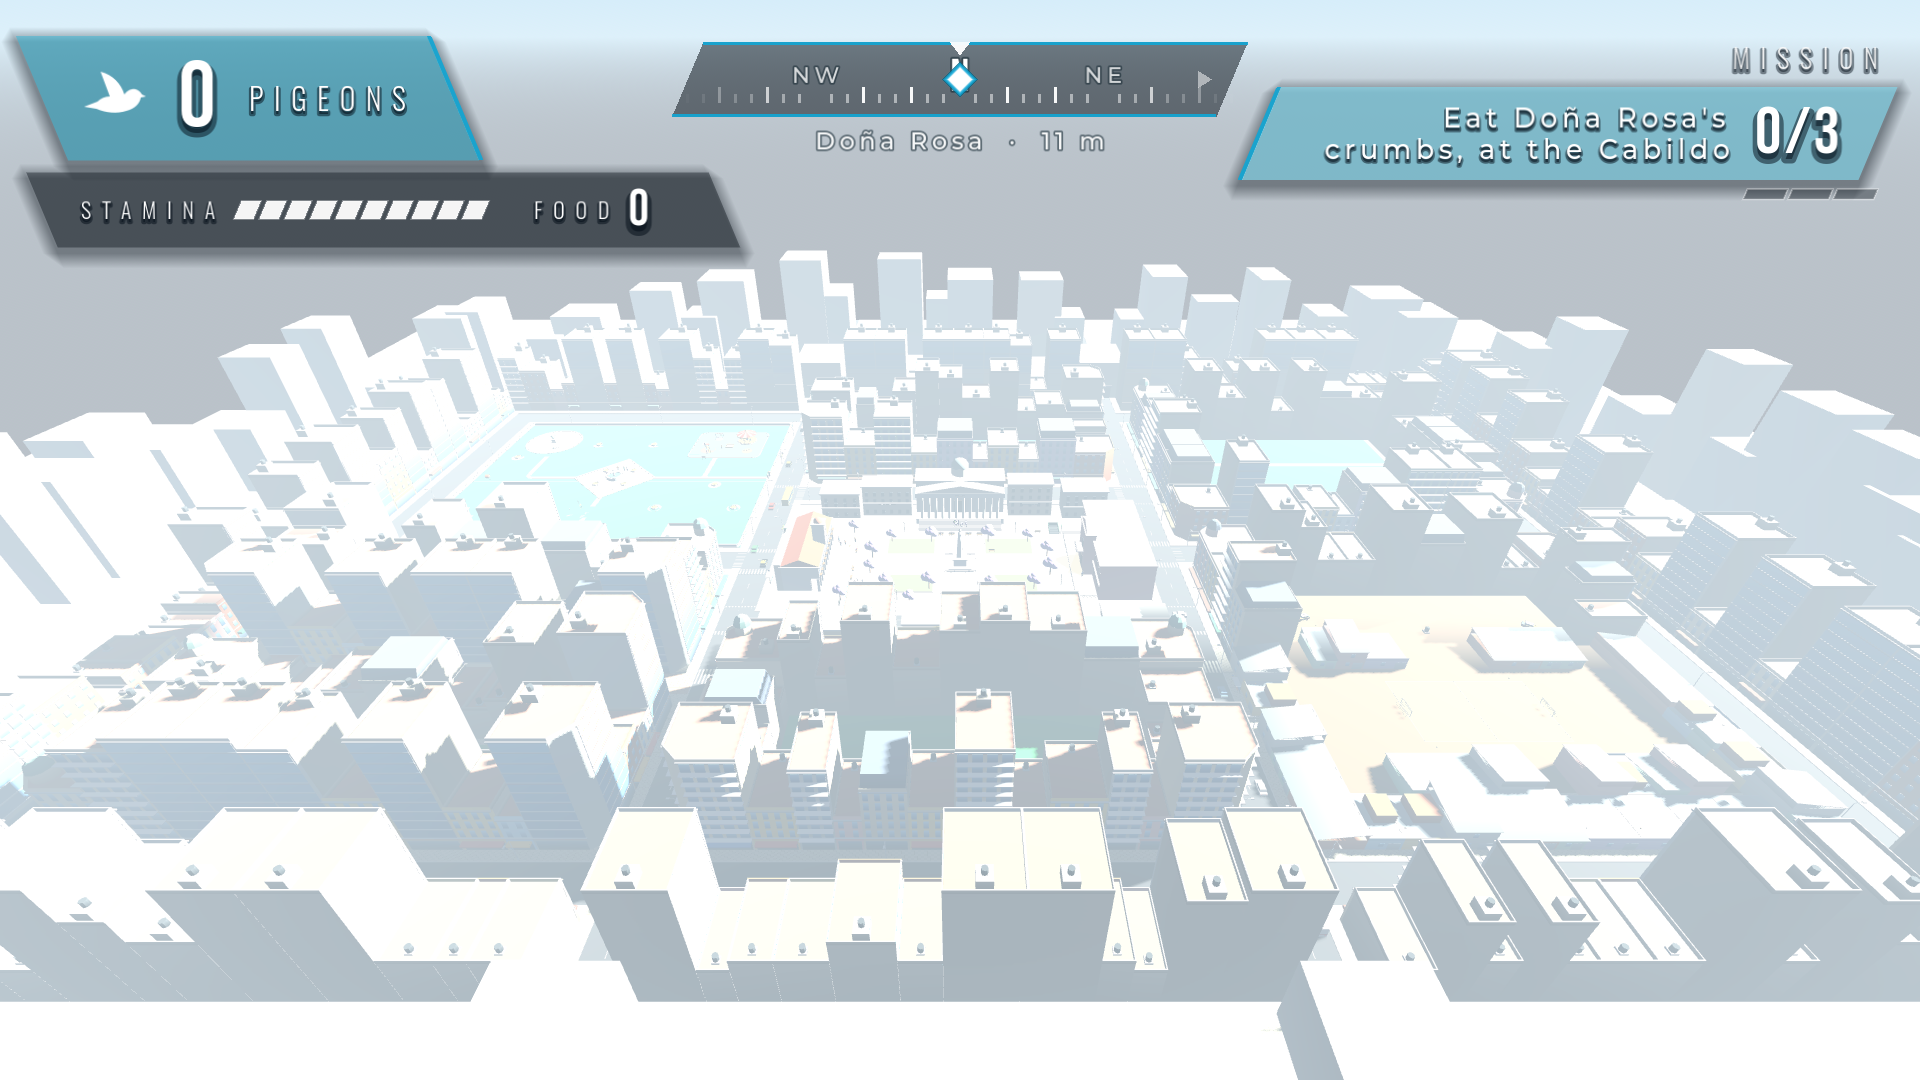 0 PIGEONS
STAMINA FOOD 0
NW N NE
Doña Rosa · 11 m
MISSION
Eat Doña Rosa's
crumbs, at the Cabildo 0/3